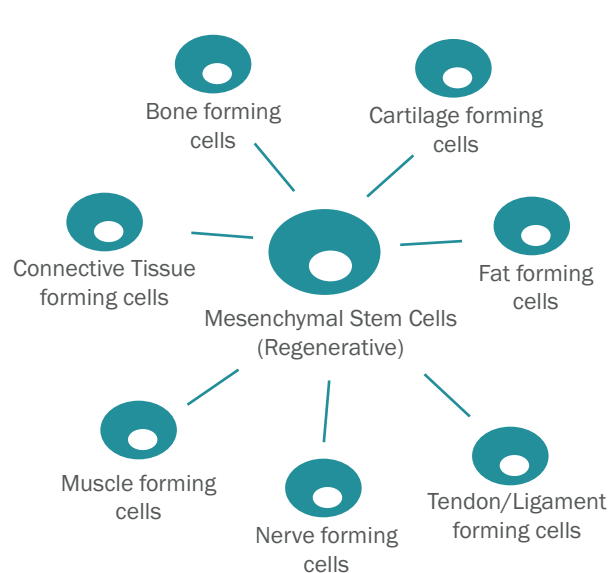 Bone forming
cells
Cartilage forming
cells
Connective Tissue
forming cells
Fat forming
cells
Mesenchymal Stem Cells
(Regenerative)
Muscle forming
cells
Nerve forming
cells
Tendon/Ligament
forming cells